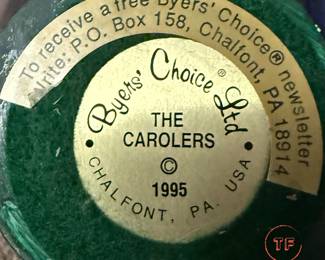 To receive a free Byers' Choice® newsletter
write: P.O. Box 158, Chalfont, PA 18914
Byers' Choice® Ltd
THE
CAROLERS
©
1995
• CHALFONT, PA. USA •
TF